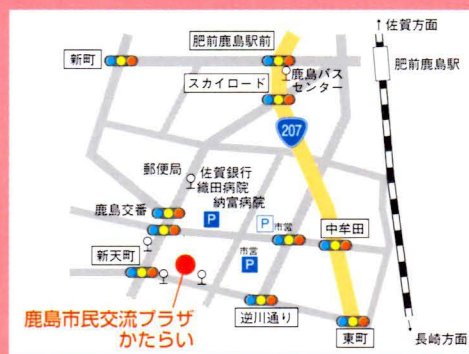 ↑佐賀方面
肥前鹿島駅前
新町
肥前鹿島駅
スカイロード
鹿島バス
センター
207
郵便局
佐賀銀行
織田病院
納富病院
鹿島交番
P
P
市営
中牟田
新天町
市営
P
鹿島市民交流プラザ
かたらい
逆川通り
東町
↓長崎方面